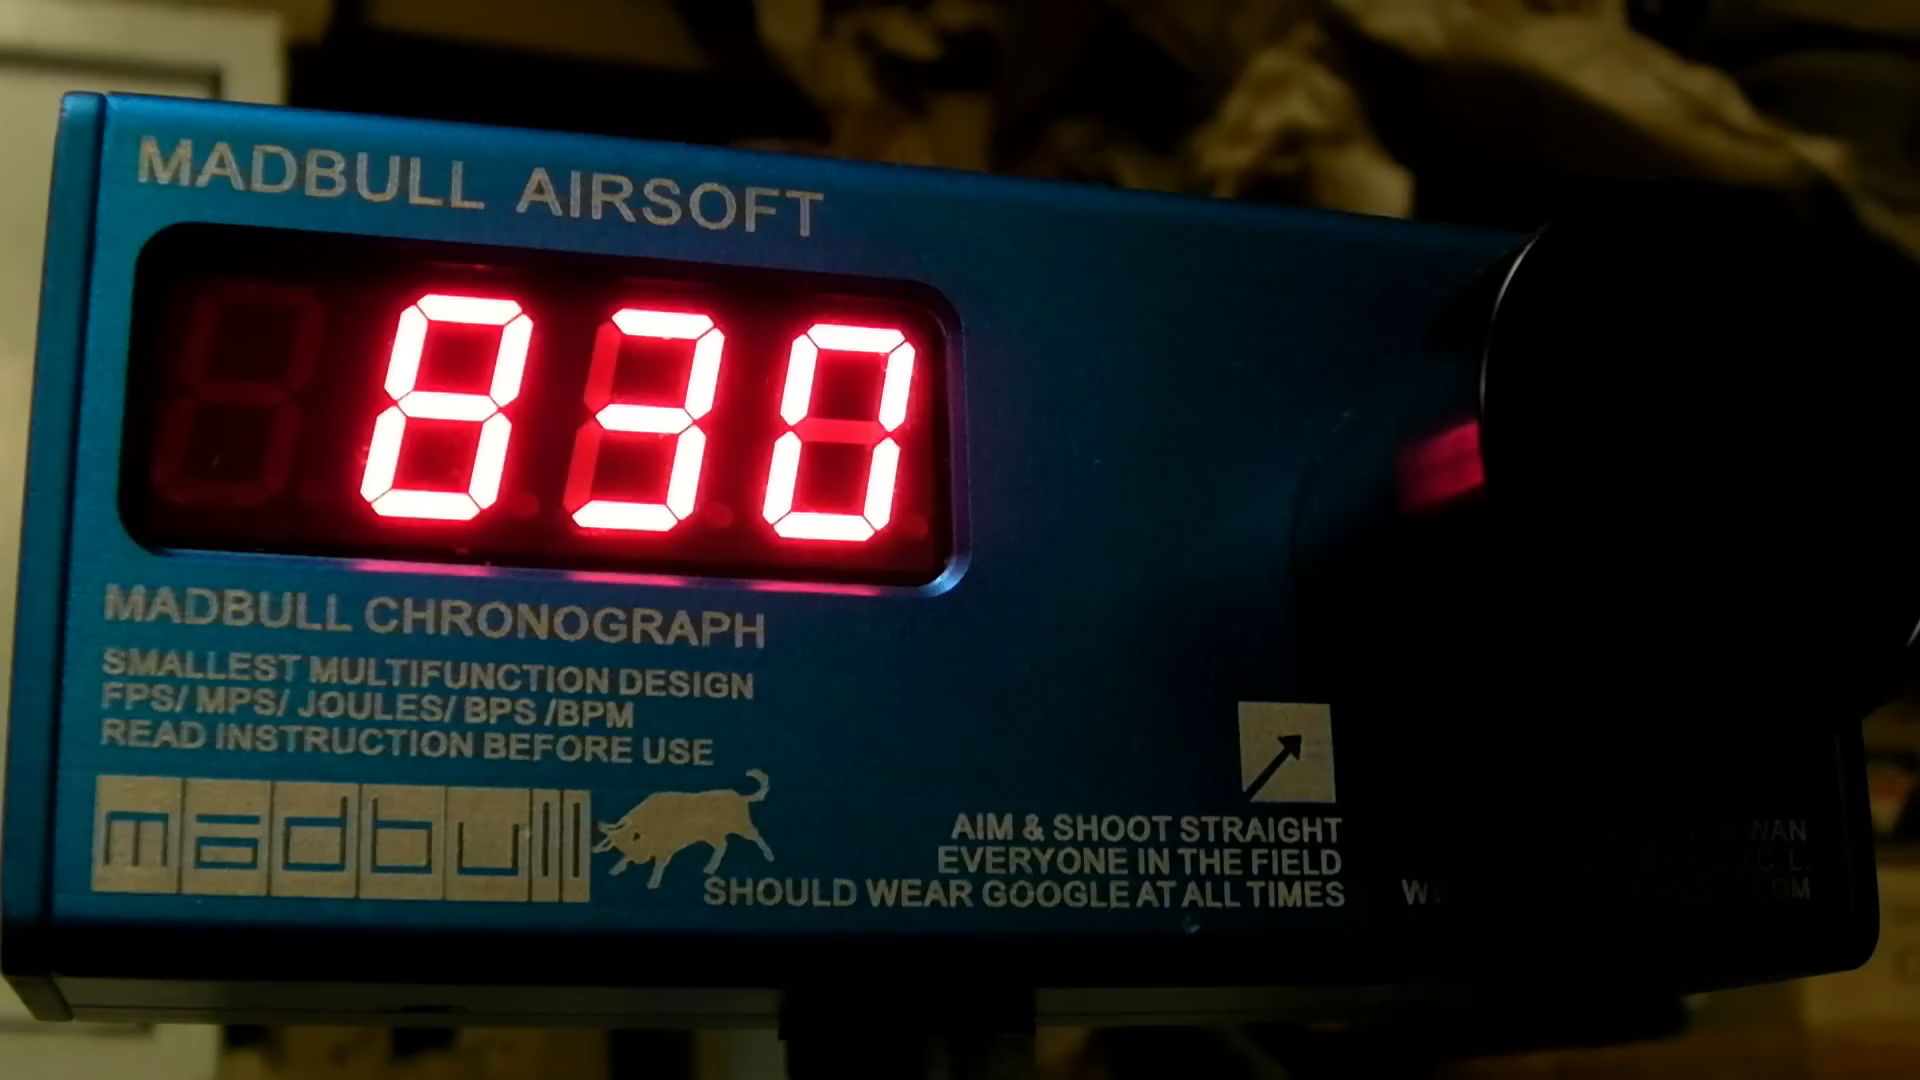 MADBULL AIRSOFT
830
MADBULL CHRONOGRAPH
SMALLEST MULTIFUNCTION DESIGN
FPS/ MPS/ JOULES/ BPS /BPM
READ INSTRUCTION BEFORE USE
madbull
AIM & SHOOT STRAIGHT
EVERYONE IN THE FIELD
SHOULD WEAR GOOGLE AT ALL TIMES